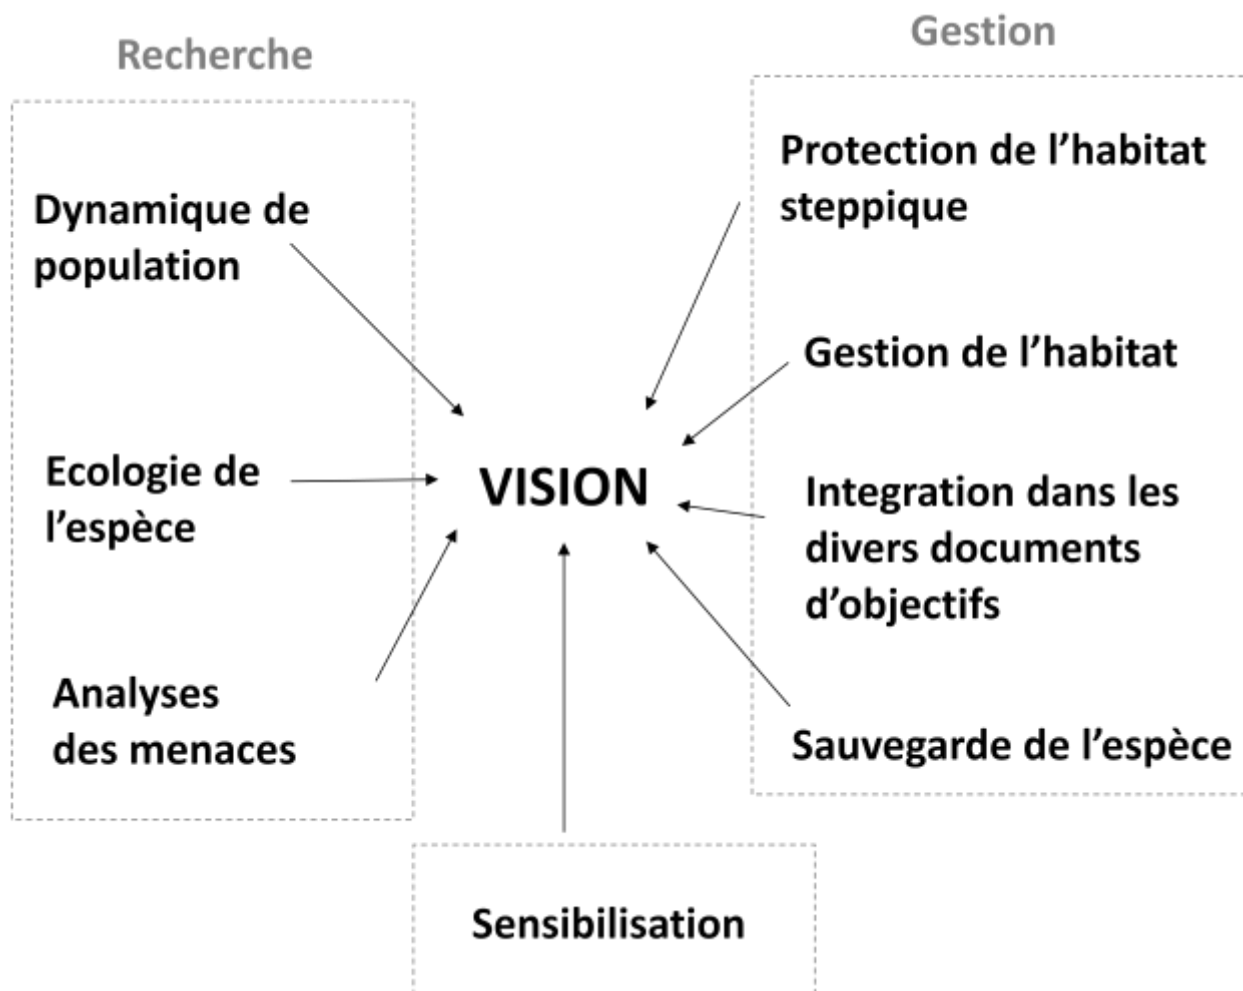 Recherche
Dynamique de
population
Ecologie de
l’espèce
Analyses
des menaces
VISION
Gestion
Protection de l’habitat
steppique
Gestion de l’habitat
Integration dans les
divers documents
d’objectifs
Sauvegarde de l’espèce
Sensibilisation